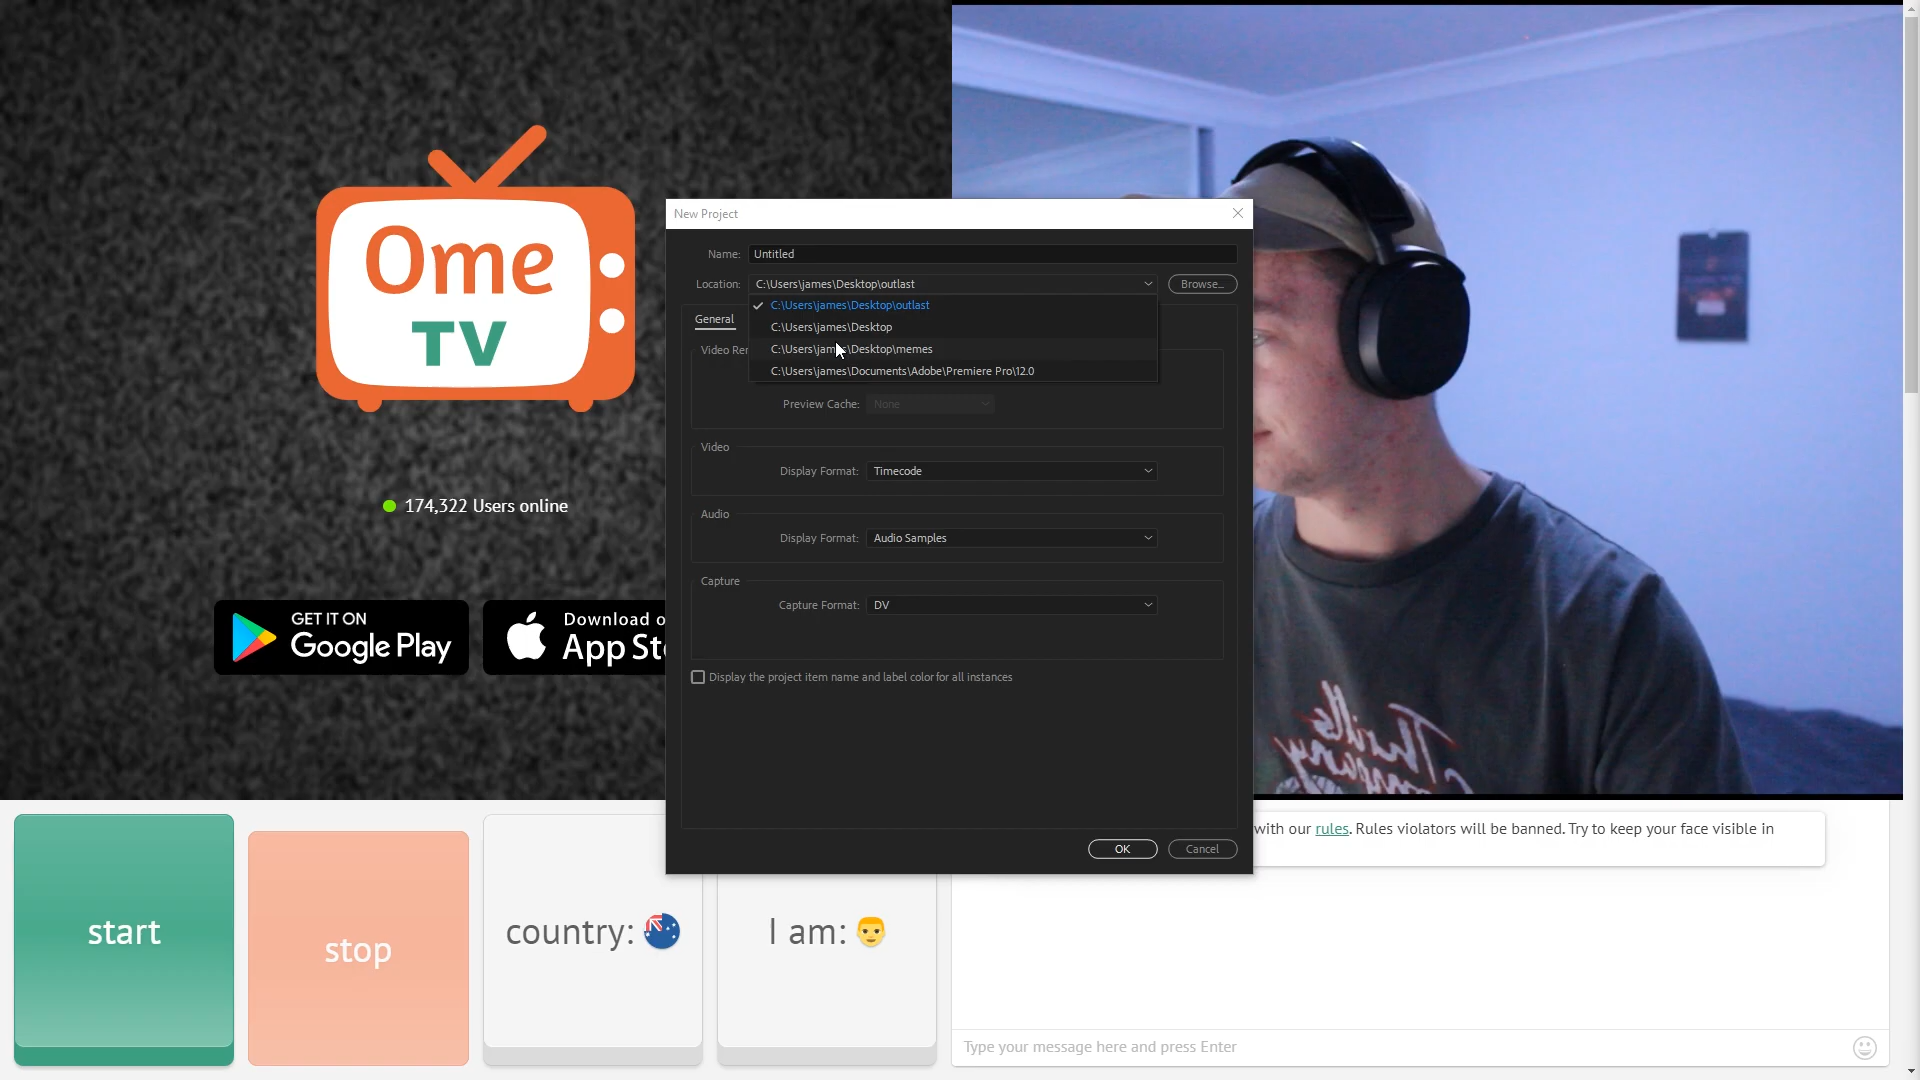 Ome
TV
174,322 Users online
GET IT ON
Google Play
Download o
App Sto
New Project
Name: Untitled
Location: C:\Users\james\Desktop\outlast
Browse...
C:\Users\james\Desktop\outlast
C:\Users\james\Desktop
C:\Users\james\Desktop\memes
C:\Users\james\Documents\Adobe\Premiere Pro\12.0
General
Video Ren
Preview Cache: None
Video
Display Format: Timecode
Audio
Display Format: Audio Samples
Capture
Capture Format: DV
Display the project item name and label color for all instances
OK
Cancel
Thrills
Company
with our rules. Rules violators will be banned. Try to keep your face visible in
start
stop
country:
I am:
Type your message here and press Enter